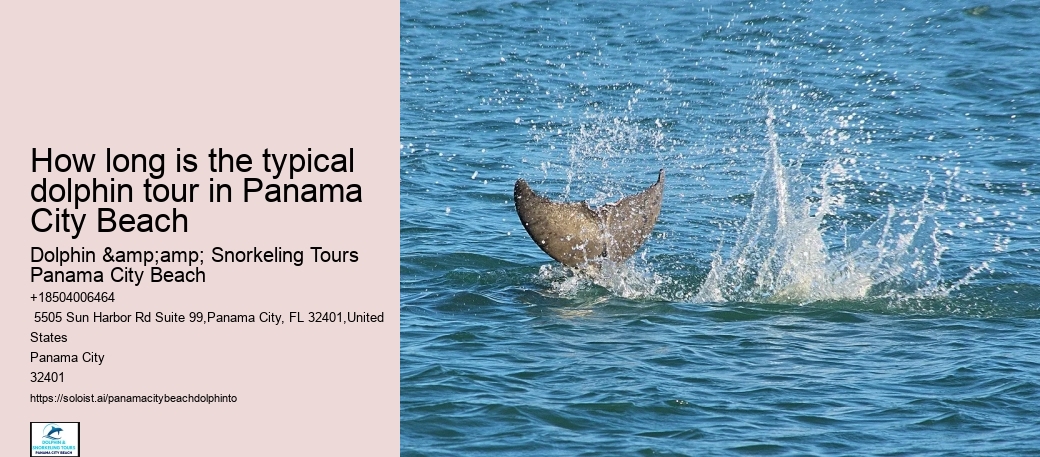 How long is the typical
dolphin tour in Panama
City Beach
Dolphin &amp;amp; Snorkeling Tours
Panama City Beach
+18504006464
5505 Sun Harbor Rd Suite 99,Panama City, FL 32401,United
States
Panama City
32401
https://soloist.ai/panamacitybeachdolphinto
DOLPHIN &
SNORKELING TOURS
PANAMA CITY BEACH